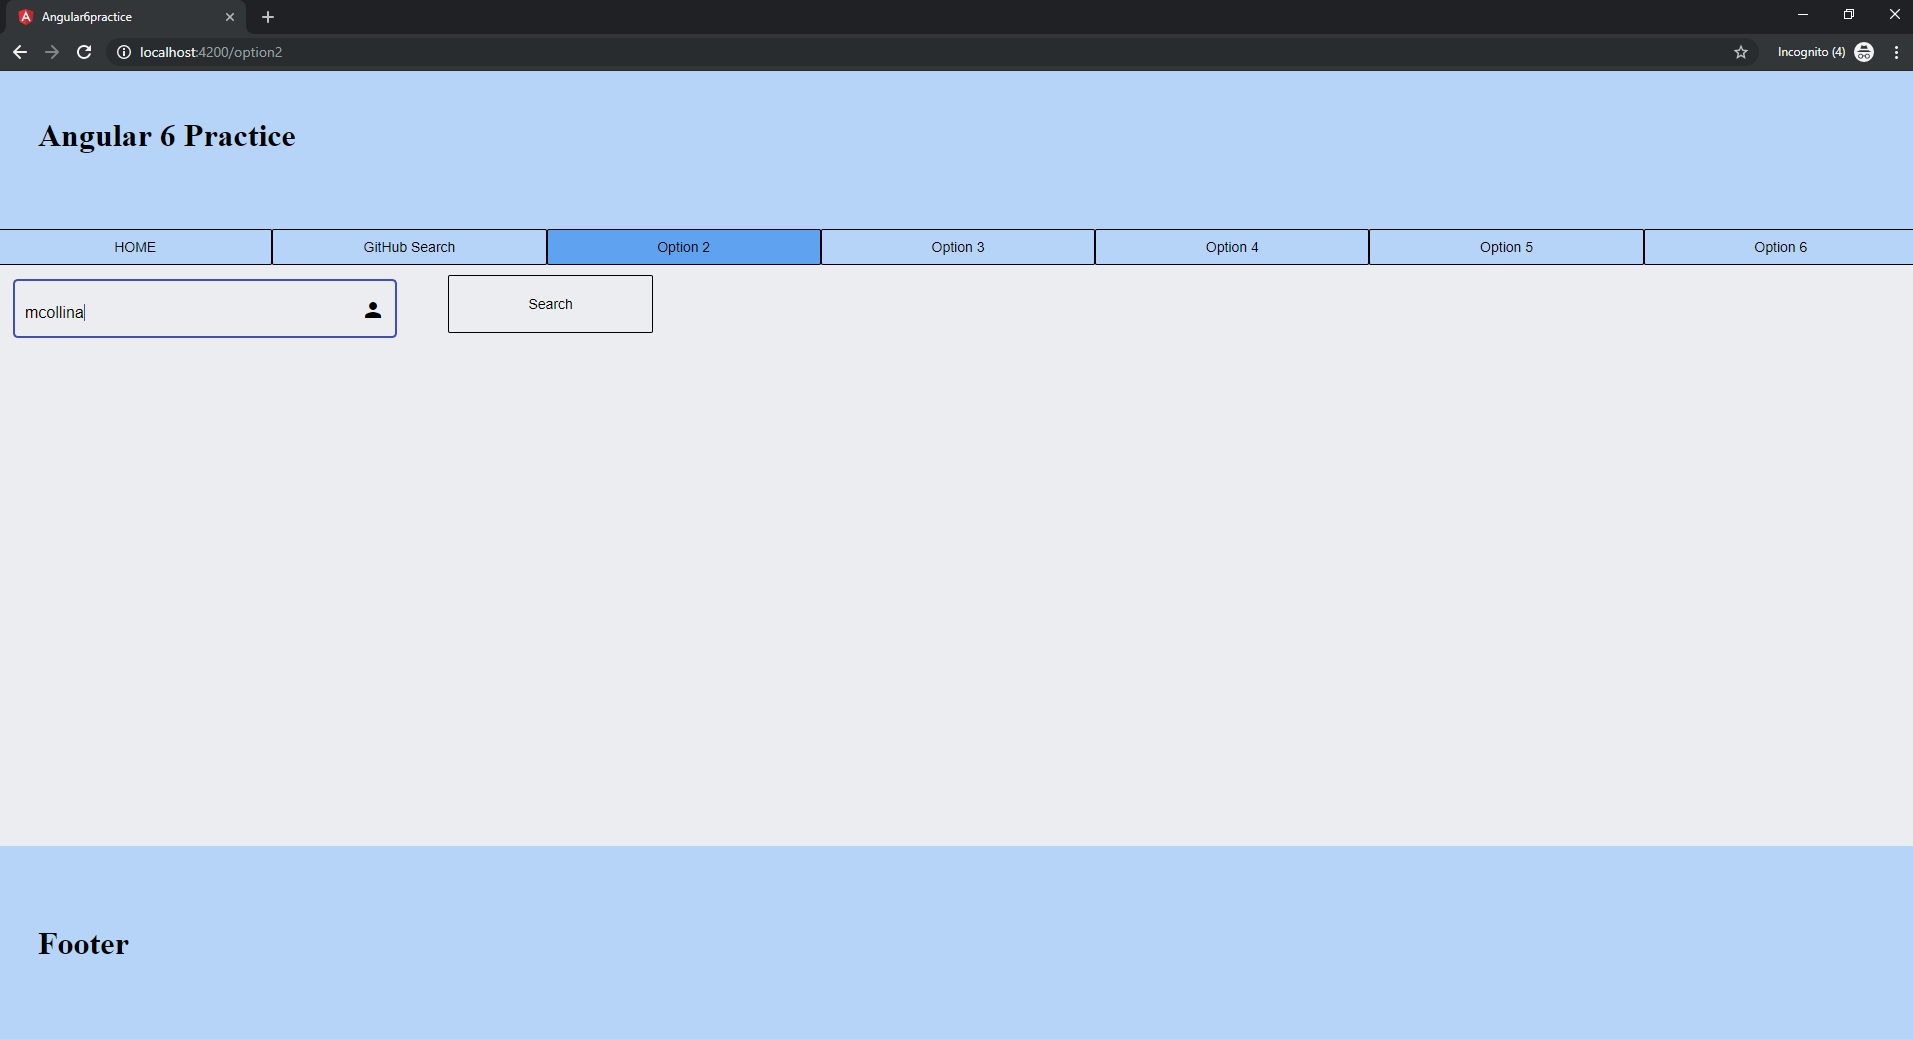 Angular6practice
localhost:4200/option2
Incognito (4)
Angular 6 Practice
HOME GitHub Search Option 2 Option 3 Option 4 Option 5 Option 6
mcollina Search
Footer